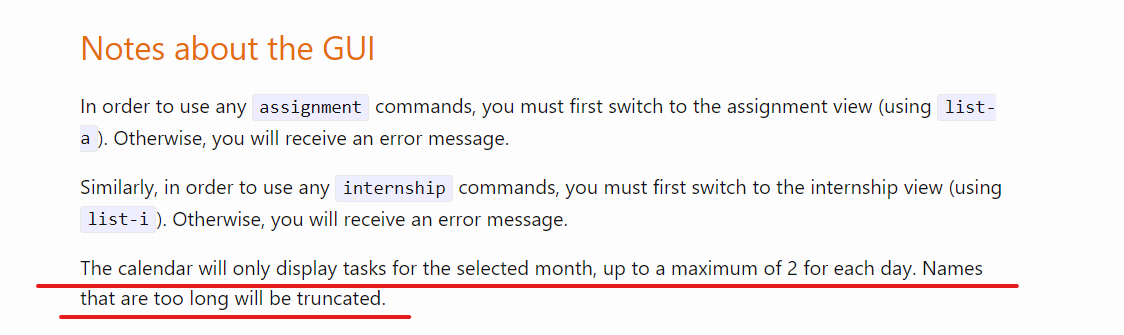 Notes about the GUI
In order to use any assignment commands, you must first switch to the assignment view (using list-
a ). Otherwise, you will receive an error message.
Similarly, in order to use any internship commands, you must first switch to the internship view (using
list-i ). Otherwise, you will receive an error message.
The calendar will only display tasks for the selected month, up to a maximum of 2 for each day. Names
that are too long will be truncated.